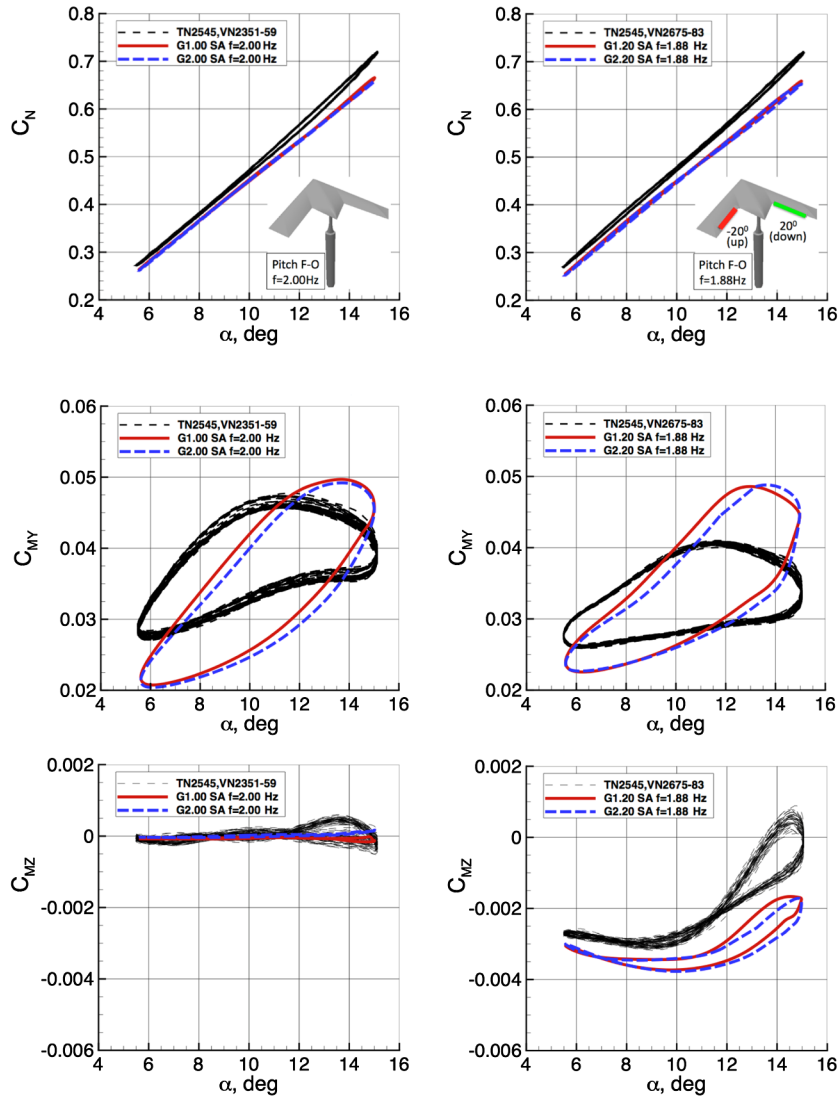 0.8
0.7
0.6
0.5
0.4
0.3
0.2
C_N
TN2545,VN2351-59
G1.00 SA f=2.00 Hz
G2.00 SA f=2.00 Hz
Pitch F-O
f=2.00Hz
4 6 8 10 12 14 16
α, deg
0.8
0.7
0.6
0.5
0.4
0.3
0.2
C_N
TN2545,VN2675-83
G1.20 SA f=1.88 Hz
G2.20 SA f=1.88 Hz
-20⁰
(up)
20⁰
(down)
Pitch F-O
f=1.88Hz
4 6 8 10 12 14 16
α, deg
0.06
0.05
0.04
0.03
0.02
C_MY
TN2545,VN2351-59
G1.00 SA f=2.00 Hz
G2.00 SA f=2.00 Hz
4 6 8 10 12 14 16
α, deg
0.06
0.05
0.04
0.03
0.02
C_MY
TN2545,VN2675-83
G1.20 SA f=1.88 Hz
G2.20 SA f=1.88 Hz
4 6 8 10 12 14 16
α, deg
0.002
0
-0.002
-0.004
-0.006
C_MZ
TN2545,VN2351-59
G1.00 SA f=2.00 Hz
G2.00 SA f=2.00 Hz
4 6 8 10 12 14 16
α, deg
0.002
0
-0.002
-0.004
-0.006
C_MZ
TN2545,VN2675-83
G1.20 SA f=1.88 Hz
G2.20 SA f=1.88 Hz
4 6 8 10 12 14 16
α, deg